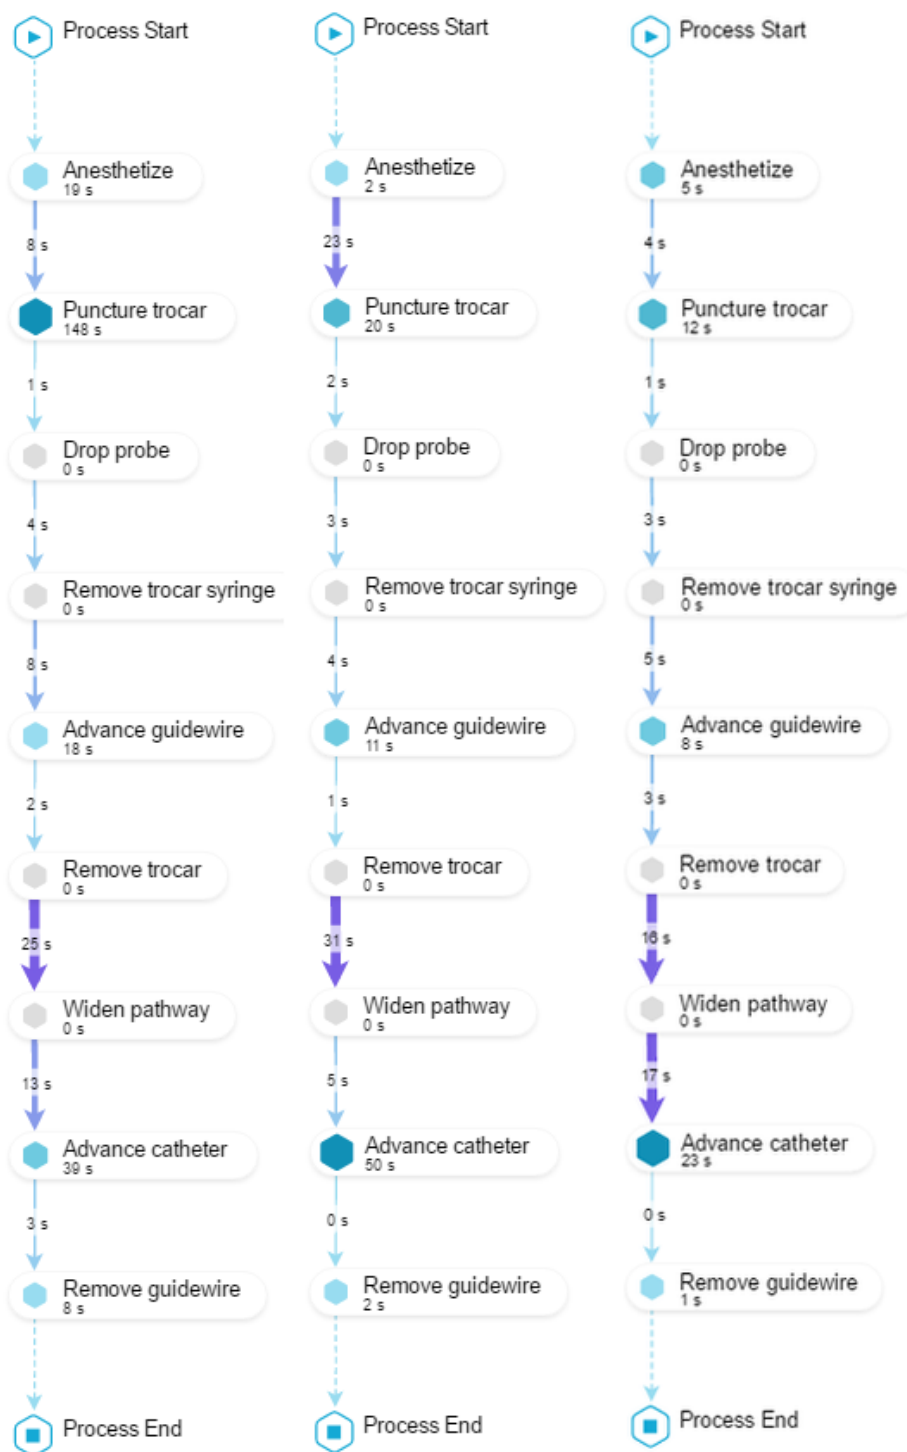 Process Start
Anesthetize
19 s
8 s
Puncture trocar
148 s
1 s
Drop probe
0 s
4 s
Remove trocar syringe
0 s
8 s
Advance guidewire
18 s
2 s
Remove trocar
0 s
25 s
Widen pathway
0 s
13 s
Advance catheter
39 s
3 s
Remove guidewire
8 s
Process End
Process Start
Anesthetize
2 s
23 s
Puncture trocar
20 s
2 s
Drop probe
0 s
3 s
Remove trocar syringe
0 s
4 s
Advance guidewire
11 s
1 s
Remove trocar
0 s
31 s
Widen pathway
0 s
5 s
Advance catheter
50 s
0 s
Remove guidewire
2 s
Process End
Process Start
Anesthetize
5 s
4 s
Puncture trocar
12 s
1 s
Drop probe
0 s
3 s
Remove trocar syringe
0 s
5 s
Advance guidewire
8 s
3 s
Remove trocar
0 s
16 s
Widen pathway
0 s
17 s
Advance catheter
23 s
0 s
Remove guidewire
1 s
Process End